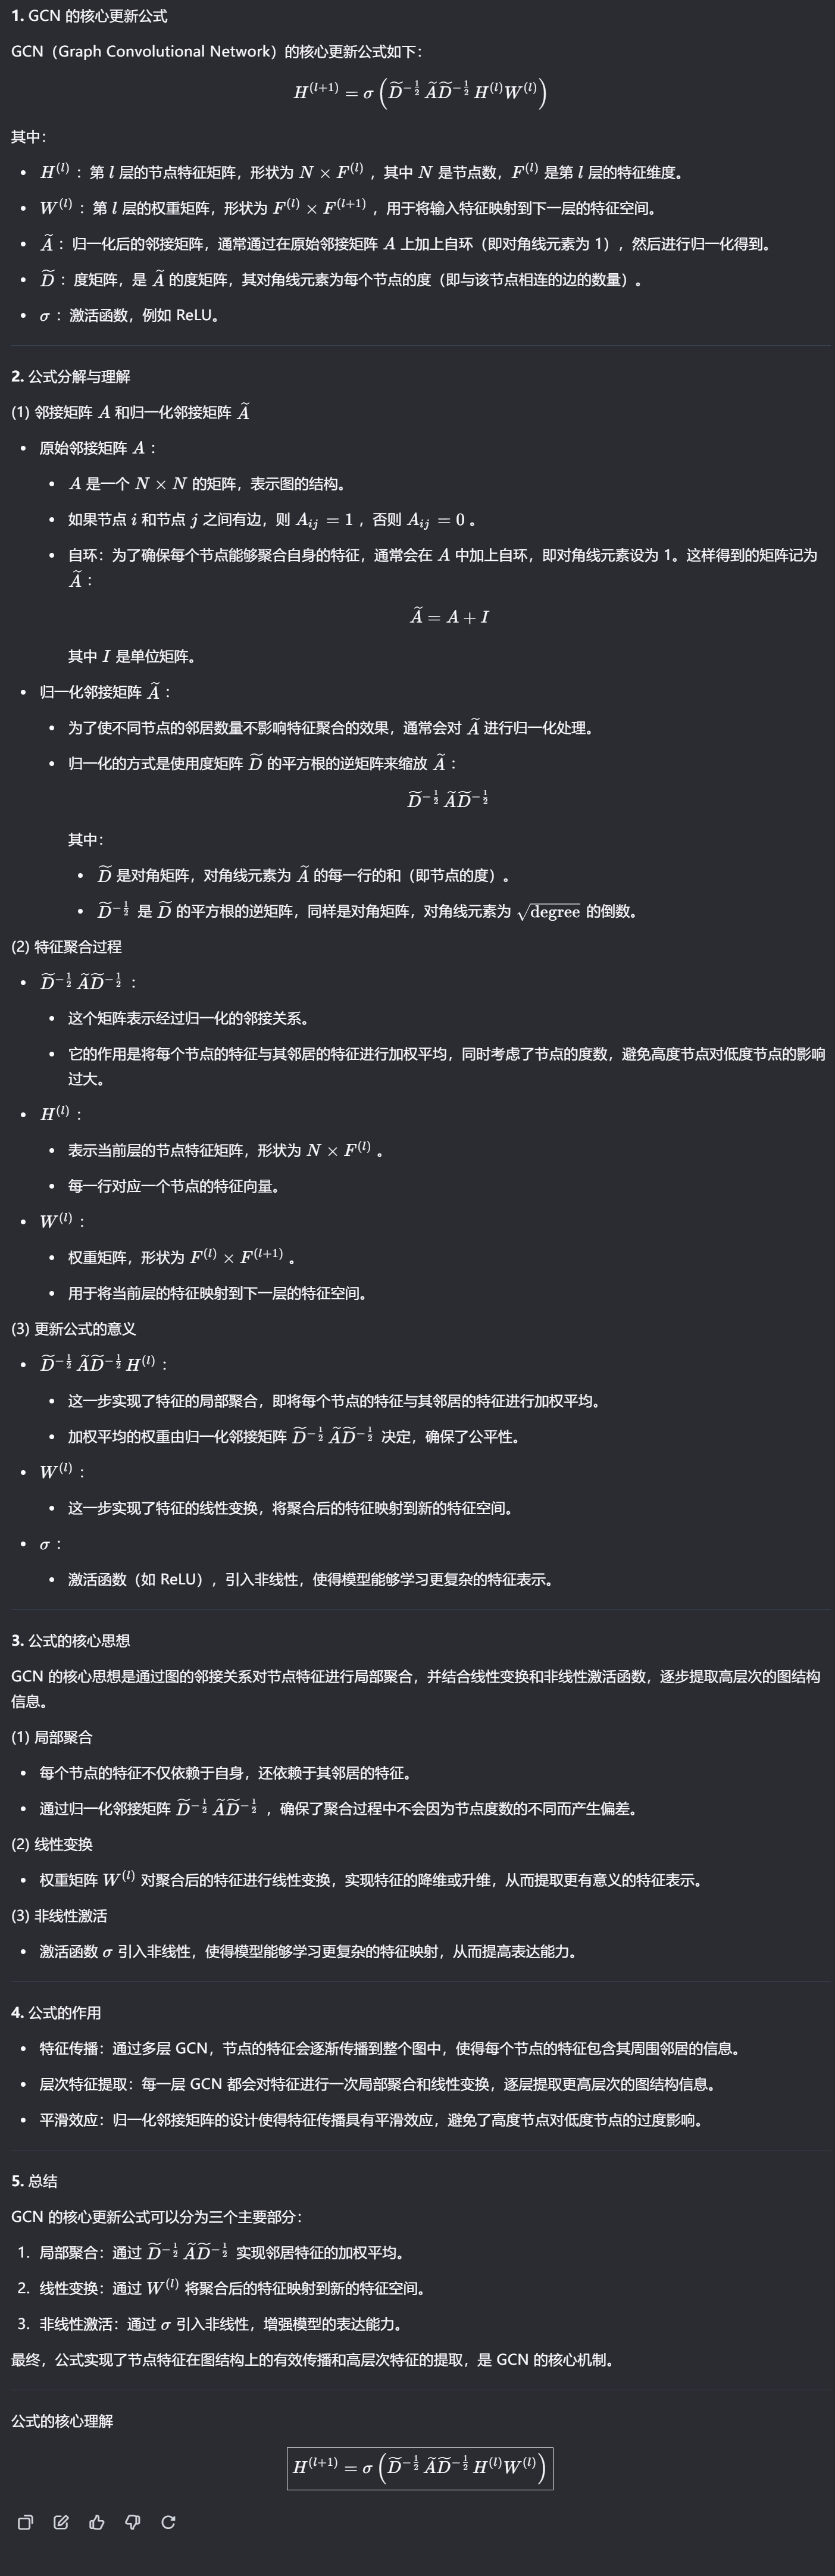 1. GCN 的核心更新公式
GCN（Graph Convolutional Network）的核心更新公式如下：
$H^{(l+1)} = \sigma\left(\widetilde{D}^{-\frac{1}{2}} \tilde{A} \widetilde{D}^{-\frac{1}{2}} H^{(l)} W^{(l)}\right)$
其中：
• $H^{(l)}$ ：第 $l$ 层的节点特征矩阵，形状为 $N \times F^{(l)}$ ，其中 $N$ 是节点数，$F^{(l)}$ 是第 $l$ 层的特征维度。
• $W^{(l)}$ ：第 $l$ 层的权重矩阵，形状为 $F^{(l)} \times F^{(l+1)}$ ，用于将输入特征映射到下一层的特征空间。
• $\tilde{A}$ ：归一化后的邻接矩阵，通常通过在原始邻接矩阵 $A$ 上加上自环（即对角线元素为 1），然后进行归一化得到。
• $\widetilde{D}$ ：度矩阵，是 $\tilde{A}$ 的度矩阵，其对角线元素为每个节点的度（即与该节点相连的边的数量）。
• $\sigma$ ：激活函数，例如 ReLU。
2. 公式分解与理解
(1) 邻接矩阵 $A$ 和归一化邻接矩阵 $\tilde{A}$
• 原始邻接矩阵 $A$ ：
• $A$ 是一个 $N \times N$ 的矩阵，表示图的结构。
• 如果节点 $i$ 和节点 $j$ 之间有边，则 $A_{ij} = 1$ ，否则 $A_{ij} = 0$ 。
• 自环：为了确保每个节点能够聚合自身的特征，通常会在 $A$ 中加上自环，即对角线元素设为 1。这样得到的矩阵记为
$\tilde{A}$ ：
$\tilde{A} = A + I$
其中 $I$ 是单位矩阵。
• 归一化邻接矩阵 $\tilde{A}$ ：
• 为了使不同节点的邻居数量不影响特征聚合的效果，通常会对 $\tilde{A}$ 进行归一化处理。
• 归一化的方式是使用度矩阵 $\widetilde{D}$ 的平方根的逆矩阵来缩放 $\tilde{A}$ ：
$\widetilde{D}^{-\frac{1}{2}} \tilde{A} \widetilde{D}^{-\frac{1}{2}}$
其中：
• $\widetilde{D}$ 是对角矩阵，对角线元素为 $\tilde{A}$ 的每一行的和（即节点的度）。
• $\widetilde{D}^{-\frac{1}{2}}$ 是 $\widetilde{D}$ 的平方根的逆矩阵，同样是对角矩阵，对角线元素为 $\sqrt{\text{degree}}$ 的倒数。
(2) 特征聚合过程
• $\widetilde{D}^{-\frac{1}{2}} \tilde{A} \widetilde{D}^{-\frac{1}{2}}$ ：
• 这个矩阵表示经过归一化的邻接关系。
• 它的作用是将每个节点的特征与其邻居的特征进行加权平均，同时考虑了节点的度数，避免高度节点对低度节点的影响
过大。
• $H^{(l)}$ ：
• 表示当前层的节点特征矩阵，形状为 $N \times F^{(l)}$ 。
• 每一行对应一个节点的特征向量。
• $W^{(l)}$ ：
• 权重矩阵，形状为 $F^{(l)} \times F^{(l+1)}$ 。
• 用于将当前层的特征映射到下一层的特征空间。
(3) 更新公式的意义
• $\widetilde{D}^{-\frac{1}{2}} \tilde{A} \widetilde{D}^{-\frac{1}{2}} H^{(l)}$ ：
• 这一步实现了特征的局部聚合，即将每个节点的特征与其邻居的特征进行加权平均。
• 加权平均的权重由归一化邻接矩阵 $\widetilde{D}^{-\frac{1}{2}} \tilde{A} \widetilde{D}^{-\frac{1}{2}}$ 决定，确保了公平性。
• $W^{(l)}$ ：
• 这一步实现了特征的线性变换，将聚合后的特征映射到新的特征空间。
• $\sigma$ ：
• 激活函数（如 ReLU），引入非线性，使得模型能够学习更复杂的特征表示。
3. 公式的核心思想
GCN 的核心思想是通过图的邻接关系对节点特征进行局部聚合，并结合线性变换和非线性激活函数，逐步提取高层次的图结构
信息。
(1) 局部聚合
• 每个节点的特征不仅依赖于自身，还依赖于其邻居的特征。
• 通过归一化邻接矩阵 $\widetilde{D}^{-\frac{1}{2}} \tilde{A} \widetilde{D}^{-\frac{1}{2}}$ ，确保了聚合过程中不会因为节点度数的不同而产生偏差。
(2) 线性变换
• 权重矩阵 $W^{(l)}$ 对聚合后的特征进行线性变换，实现特征的降维或升维，从而提取更有意义的特征表示。
(3) 非线性激活
• 激活函数 $\sigma$ 引入非线性，使得模型能够学习更复杂的特征映射，从而提高表达能力。
4. 公式的作用
• 特征传播：通过多层 GCN，节点的特征会逐渐传播到整个图中，使得每个节点的特征包含其周围邻居的信息。
• 层次特征提取：每一层 GCN 都会对特征进行一次局部聚合和线性变换，逐层提取更高层次的图结构信息。
• 平滑效应：归一化邻接矩阵的设计使得特征传播具有平滑效应，避免了高度节点对低度节点的过度影响。
5. 总结
GCN 的核心更新公式可以分为三个主要部分：
1. 局部聚合：通过 $\widetilde{D}^{-\frac{1}{2}} \tilde{A} \widetilde{D}^{-\frac{1}{2}}$ 实现邻居特征的加权平均。
2. 线性变换：通过 $W^{(l)}$ 将聚合后的特征映射到新的特征空间。
3. 非线性激活：通过 $\sigma$ 引入非线性，增强模型的表达能力。
最终，公式实现了节点特征在图结构上的有效传播和高层次特征的提取，是 GCN 的核心机制。
公式的核心理解
$H^{(l+1)} = \sigma\left(\widetilde{D}^{-\frac{1}{2}} \tilde{A} \widetilde{D}^{-\frac{1}{2}} H^{(l)} W^{(l)}\right)$